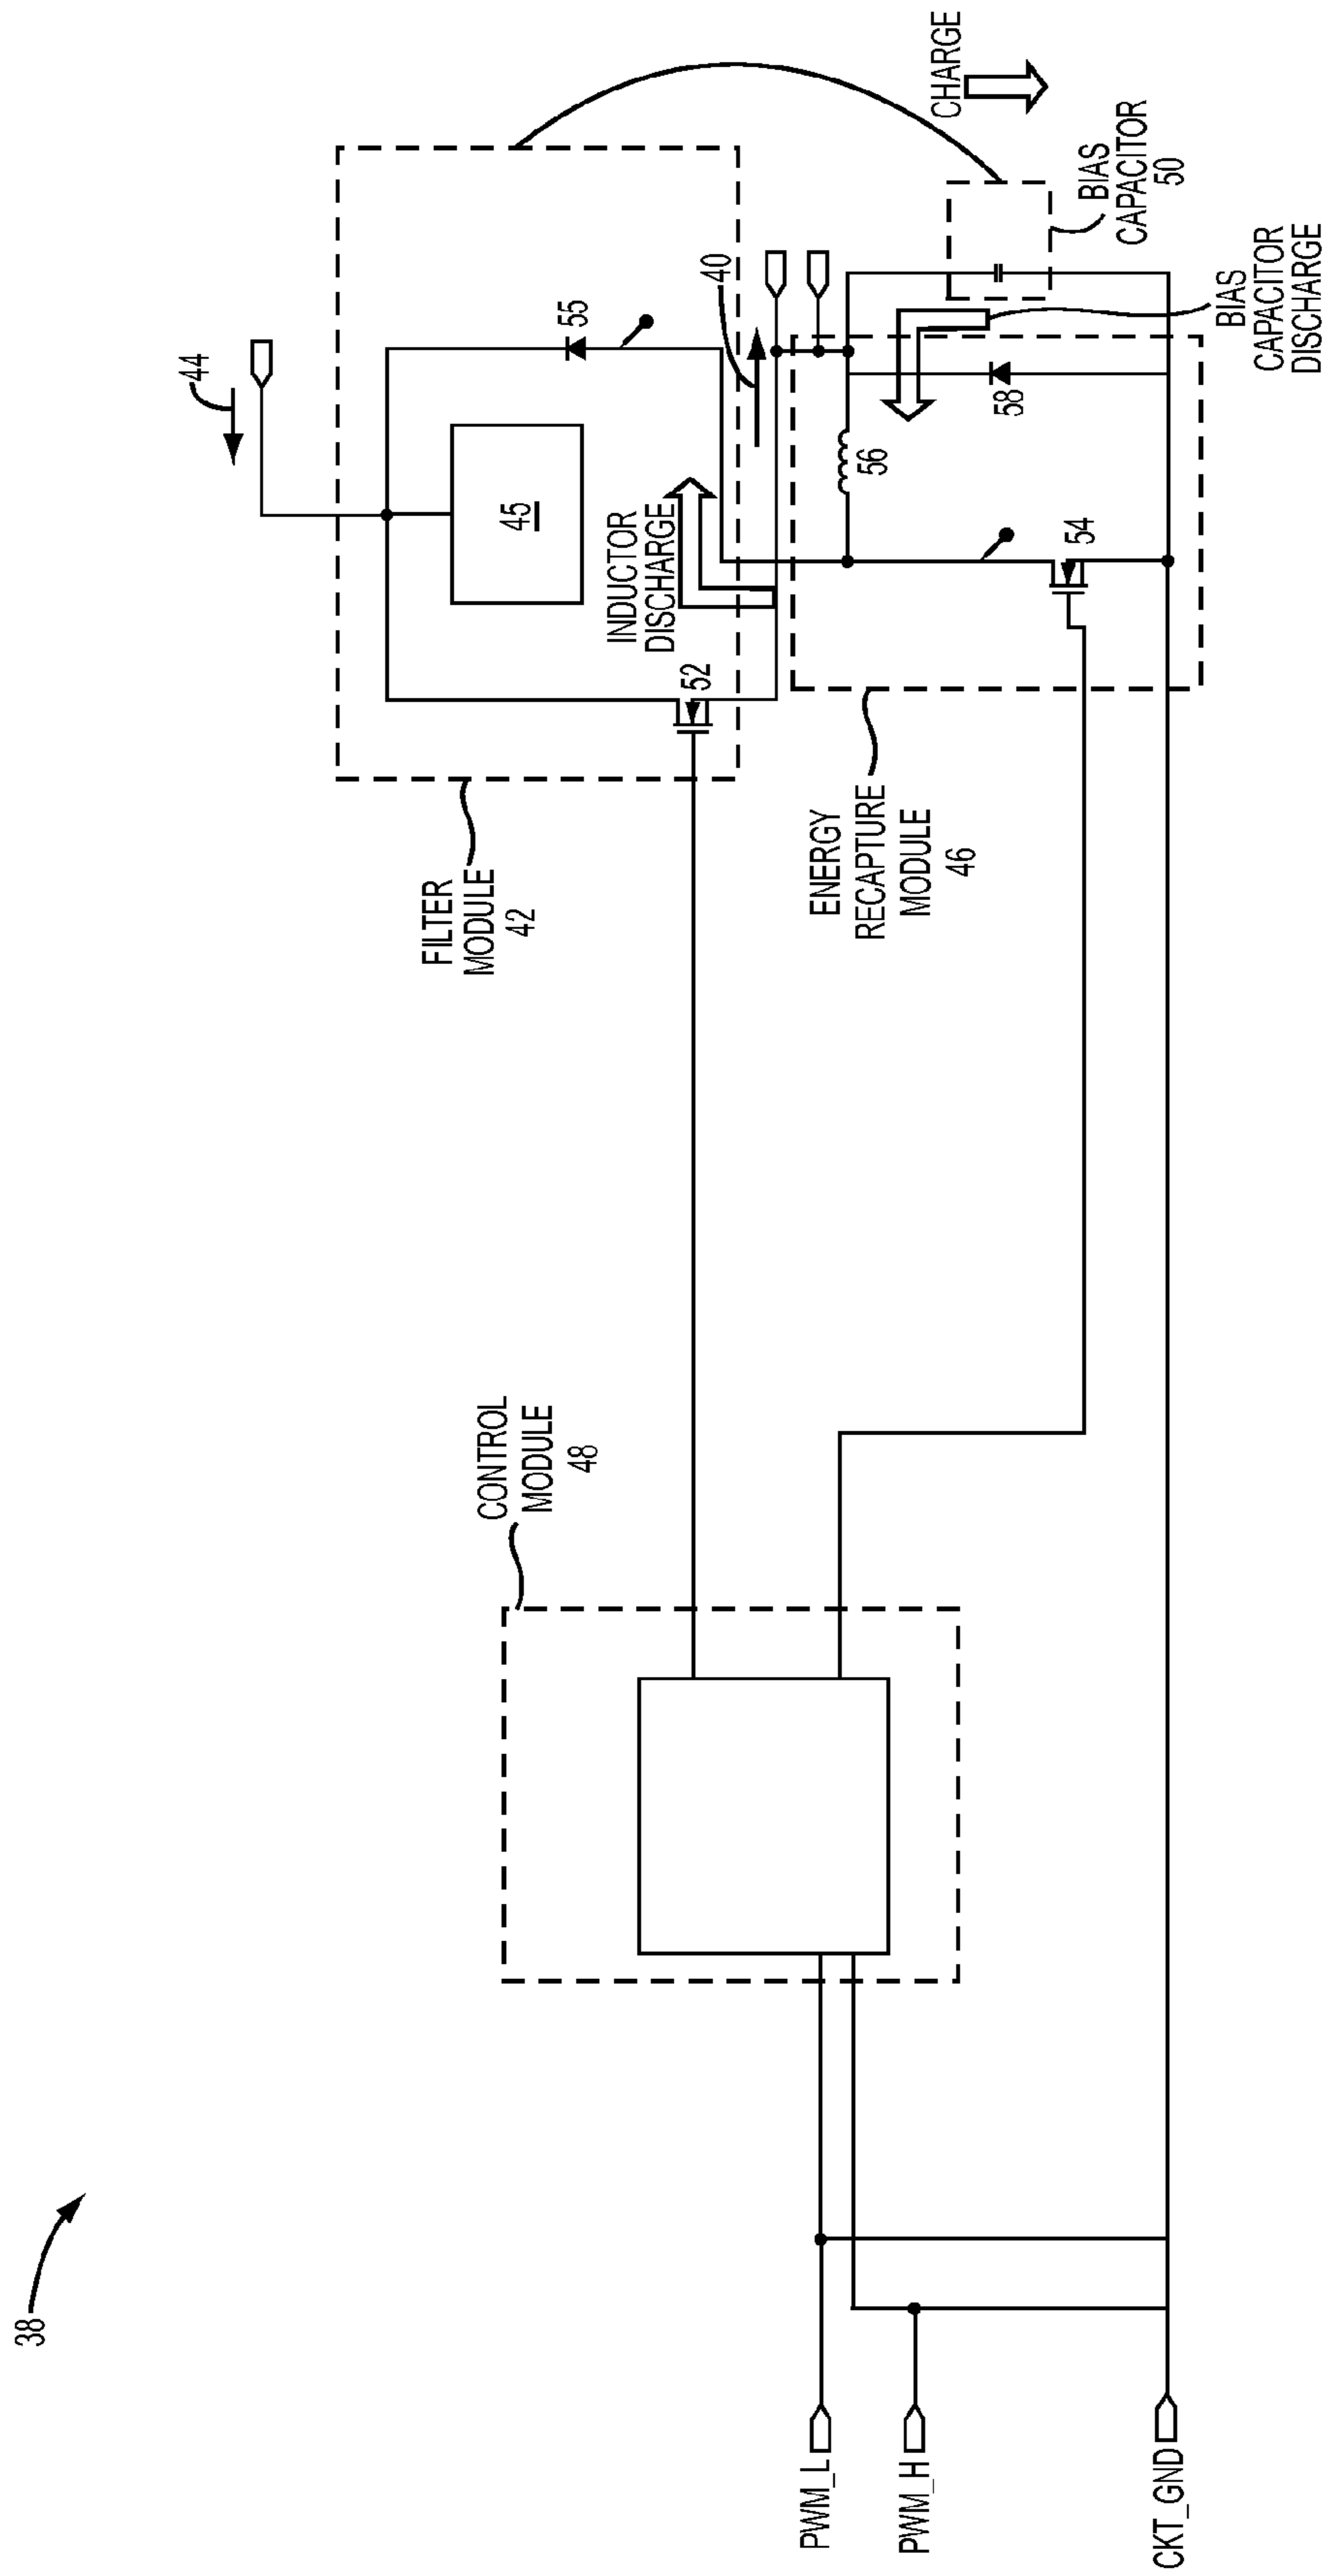 38
44
FILTER
MODULE
42
45
55
52
INDUCTOR
DISCHARGE
40
CHARGE
BIAS
CAPACITOR
50
BIAS
CAPACITOR
DISCHARGE
ENERGY
RECAPTURE
MODULE
46
56
58
54
CONTROL
MODULE
48
PWM_L
PWM_H
CKT_GND